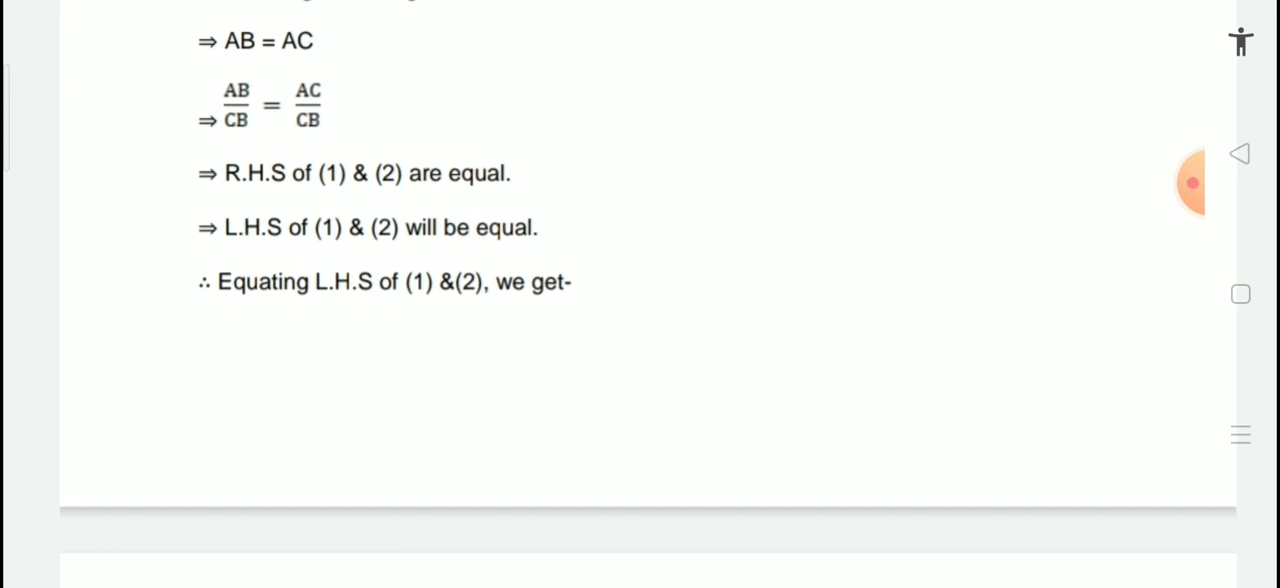 ⇒ AB = AC
⇒ AB/CB = AC/CB
⇒ R.H.S of (1) & (2) are equal.
⇒ L.H.S of (1) & (2) will be equal.
∴ Equating L.H.S of (1) &(2), we get-